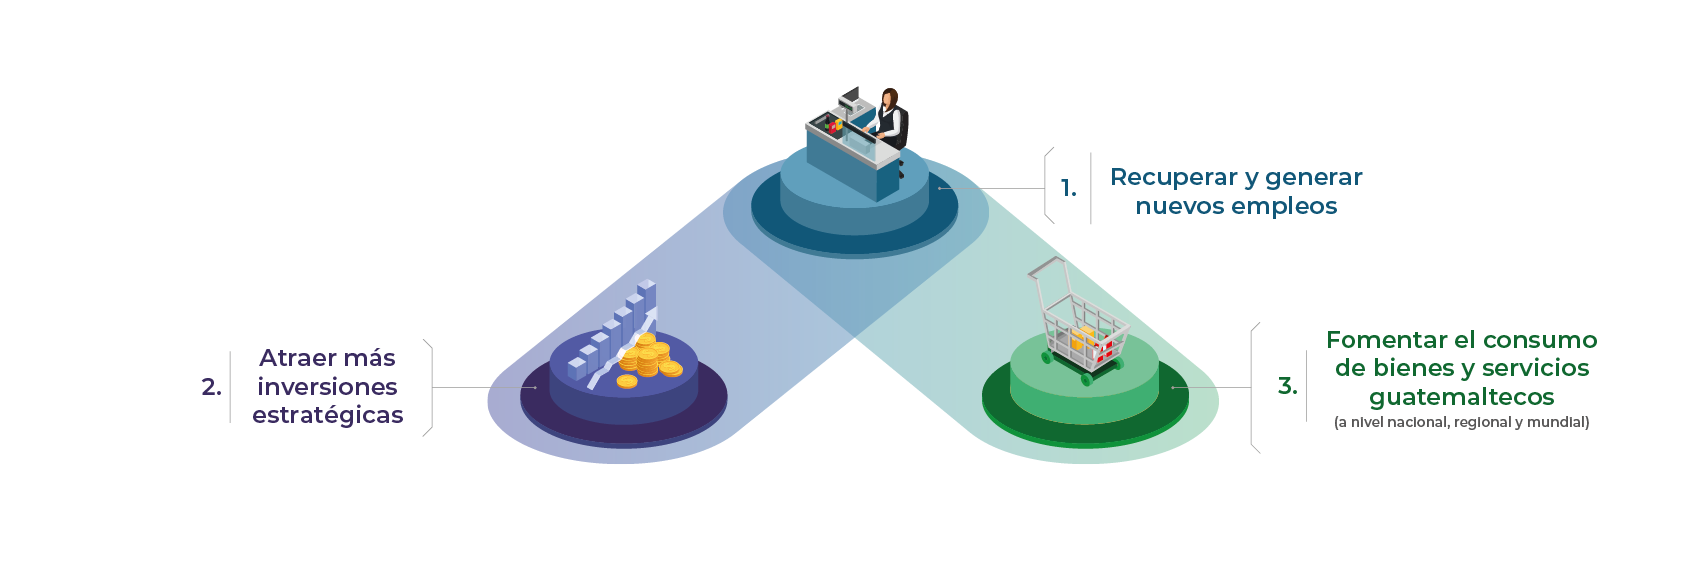 1.
Recuperar y generar
nuevos empleos
2.
Atraer más
inversiones
estratégicas
3.
Fomentar el consumo
de bienes y servicios
guatemaltecos
(a nivel nacional, regional y mundial)